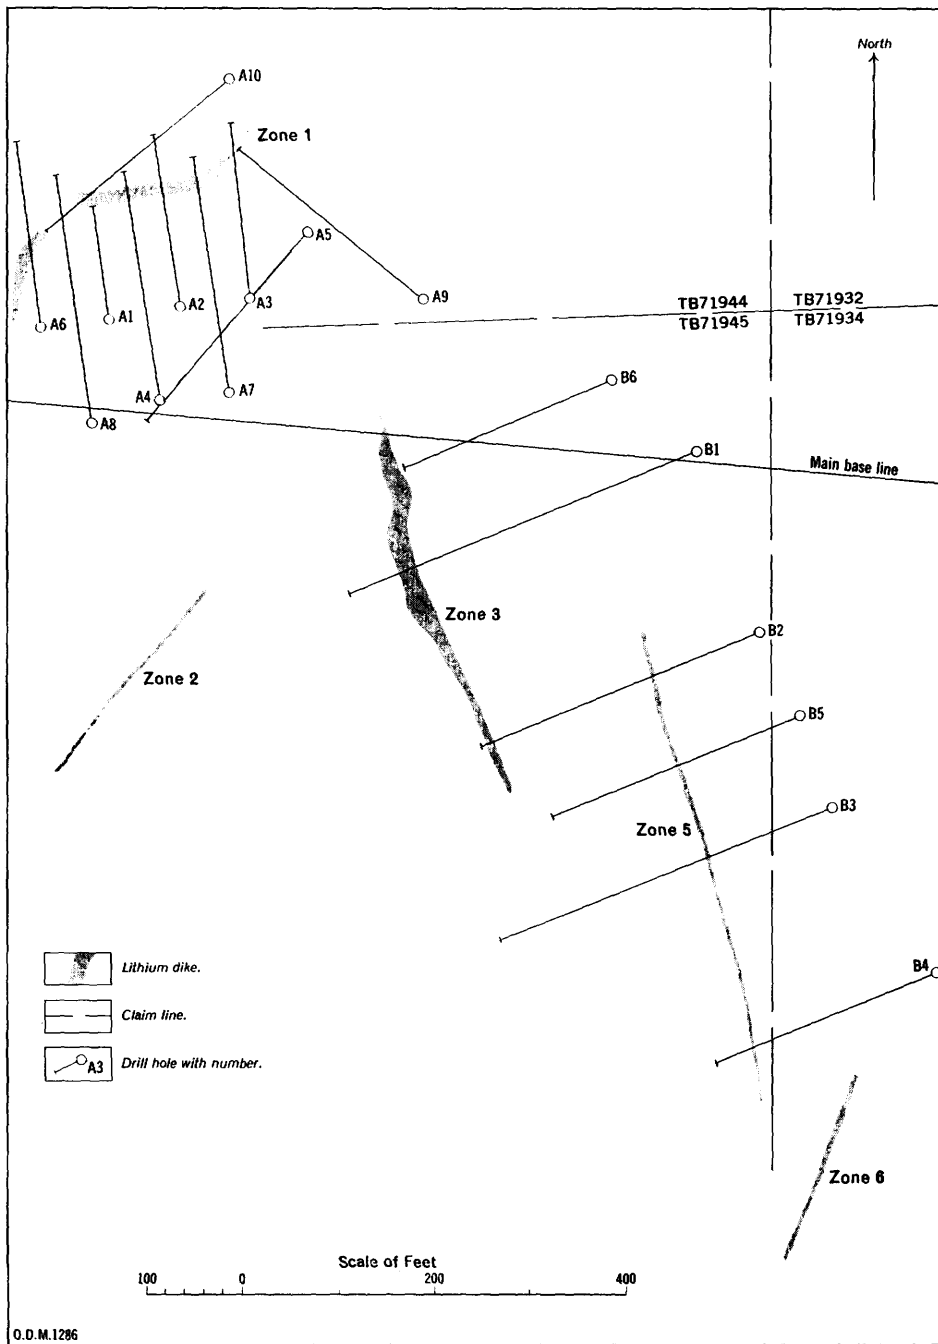 North
A10
Zone 1
A5
A6
A1
A2
A3
A9
TB71944
TB71932
TB71945
TB71934
A4
A7
A8
B6
B1
Main base line
Zone 3
B2
Zone 2
B5
B3
Zone 5
B4
Lithium dike.
Claim line.
A3
Drill hole with number.
Zone 6
Scale of Feet
100 0 200 400
O.D.M.1286